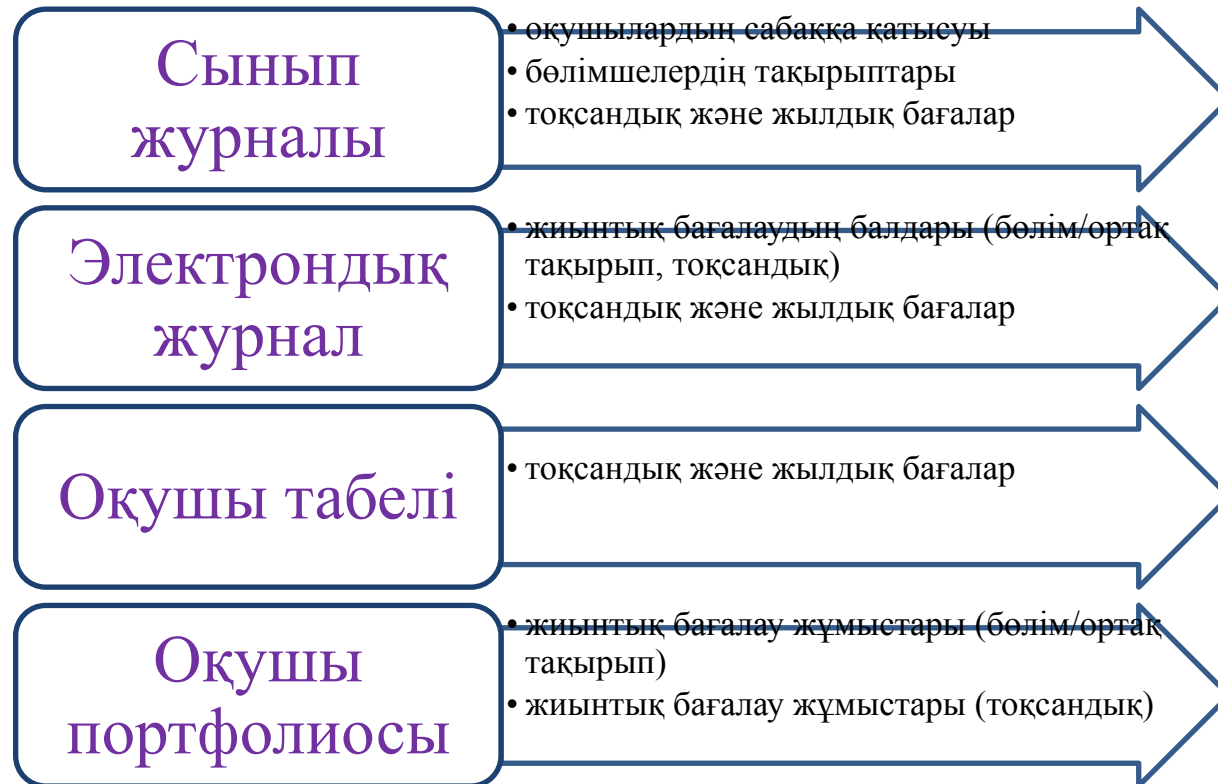 Сынып
журналы
• оқушылардың сабаққа қатысуы
• бөлімшелердің тақырыптары
• тоқсандық және жылдық бағалар
Электрондық
журнал
• жиынтық бағалаудың балдары (бөлім/ортақ
тақырып, тоқсандық)
• тоқсандық және жылдық бағалар
Оқушы табелі
• тоқсандық және жылдық бағалар
Оқушы
портфолиосы
• жиынтық бағалау жұмыстары (бөлім/ортақ
тақырып)
• жиынтық бағалау жұмыстары (тоқсандық)